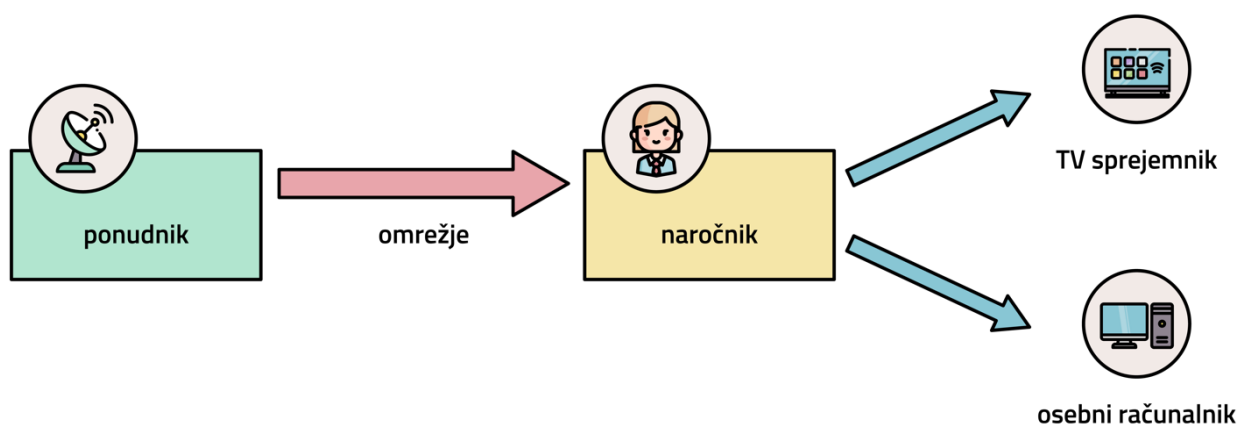 ponudnik
omrežje
naročnik
TV sprejemnik
osebni računalnik